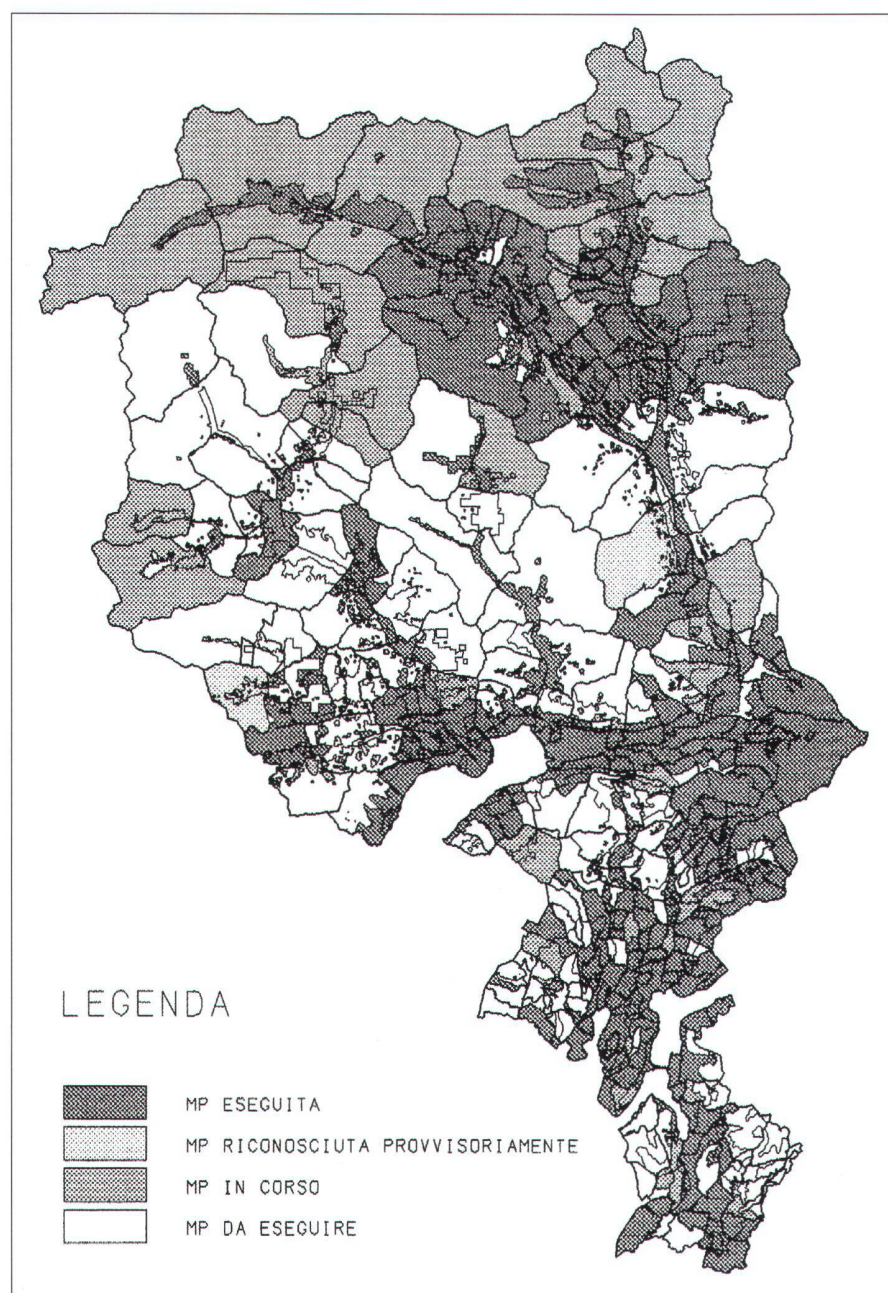 LEGENDA
MP ESEGUITA
MP RICONOSCIUTA PROVVISORIAMENTE
MP IN CORSO
MP DA ESEGUIRE